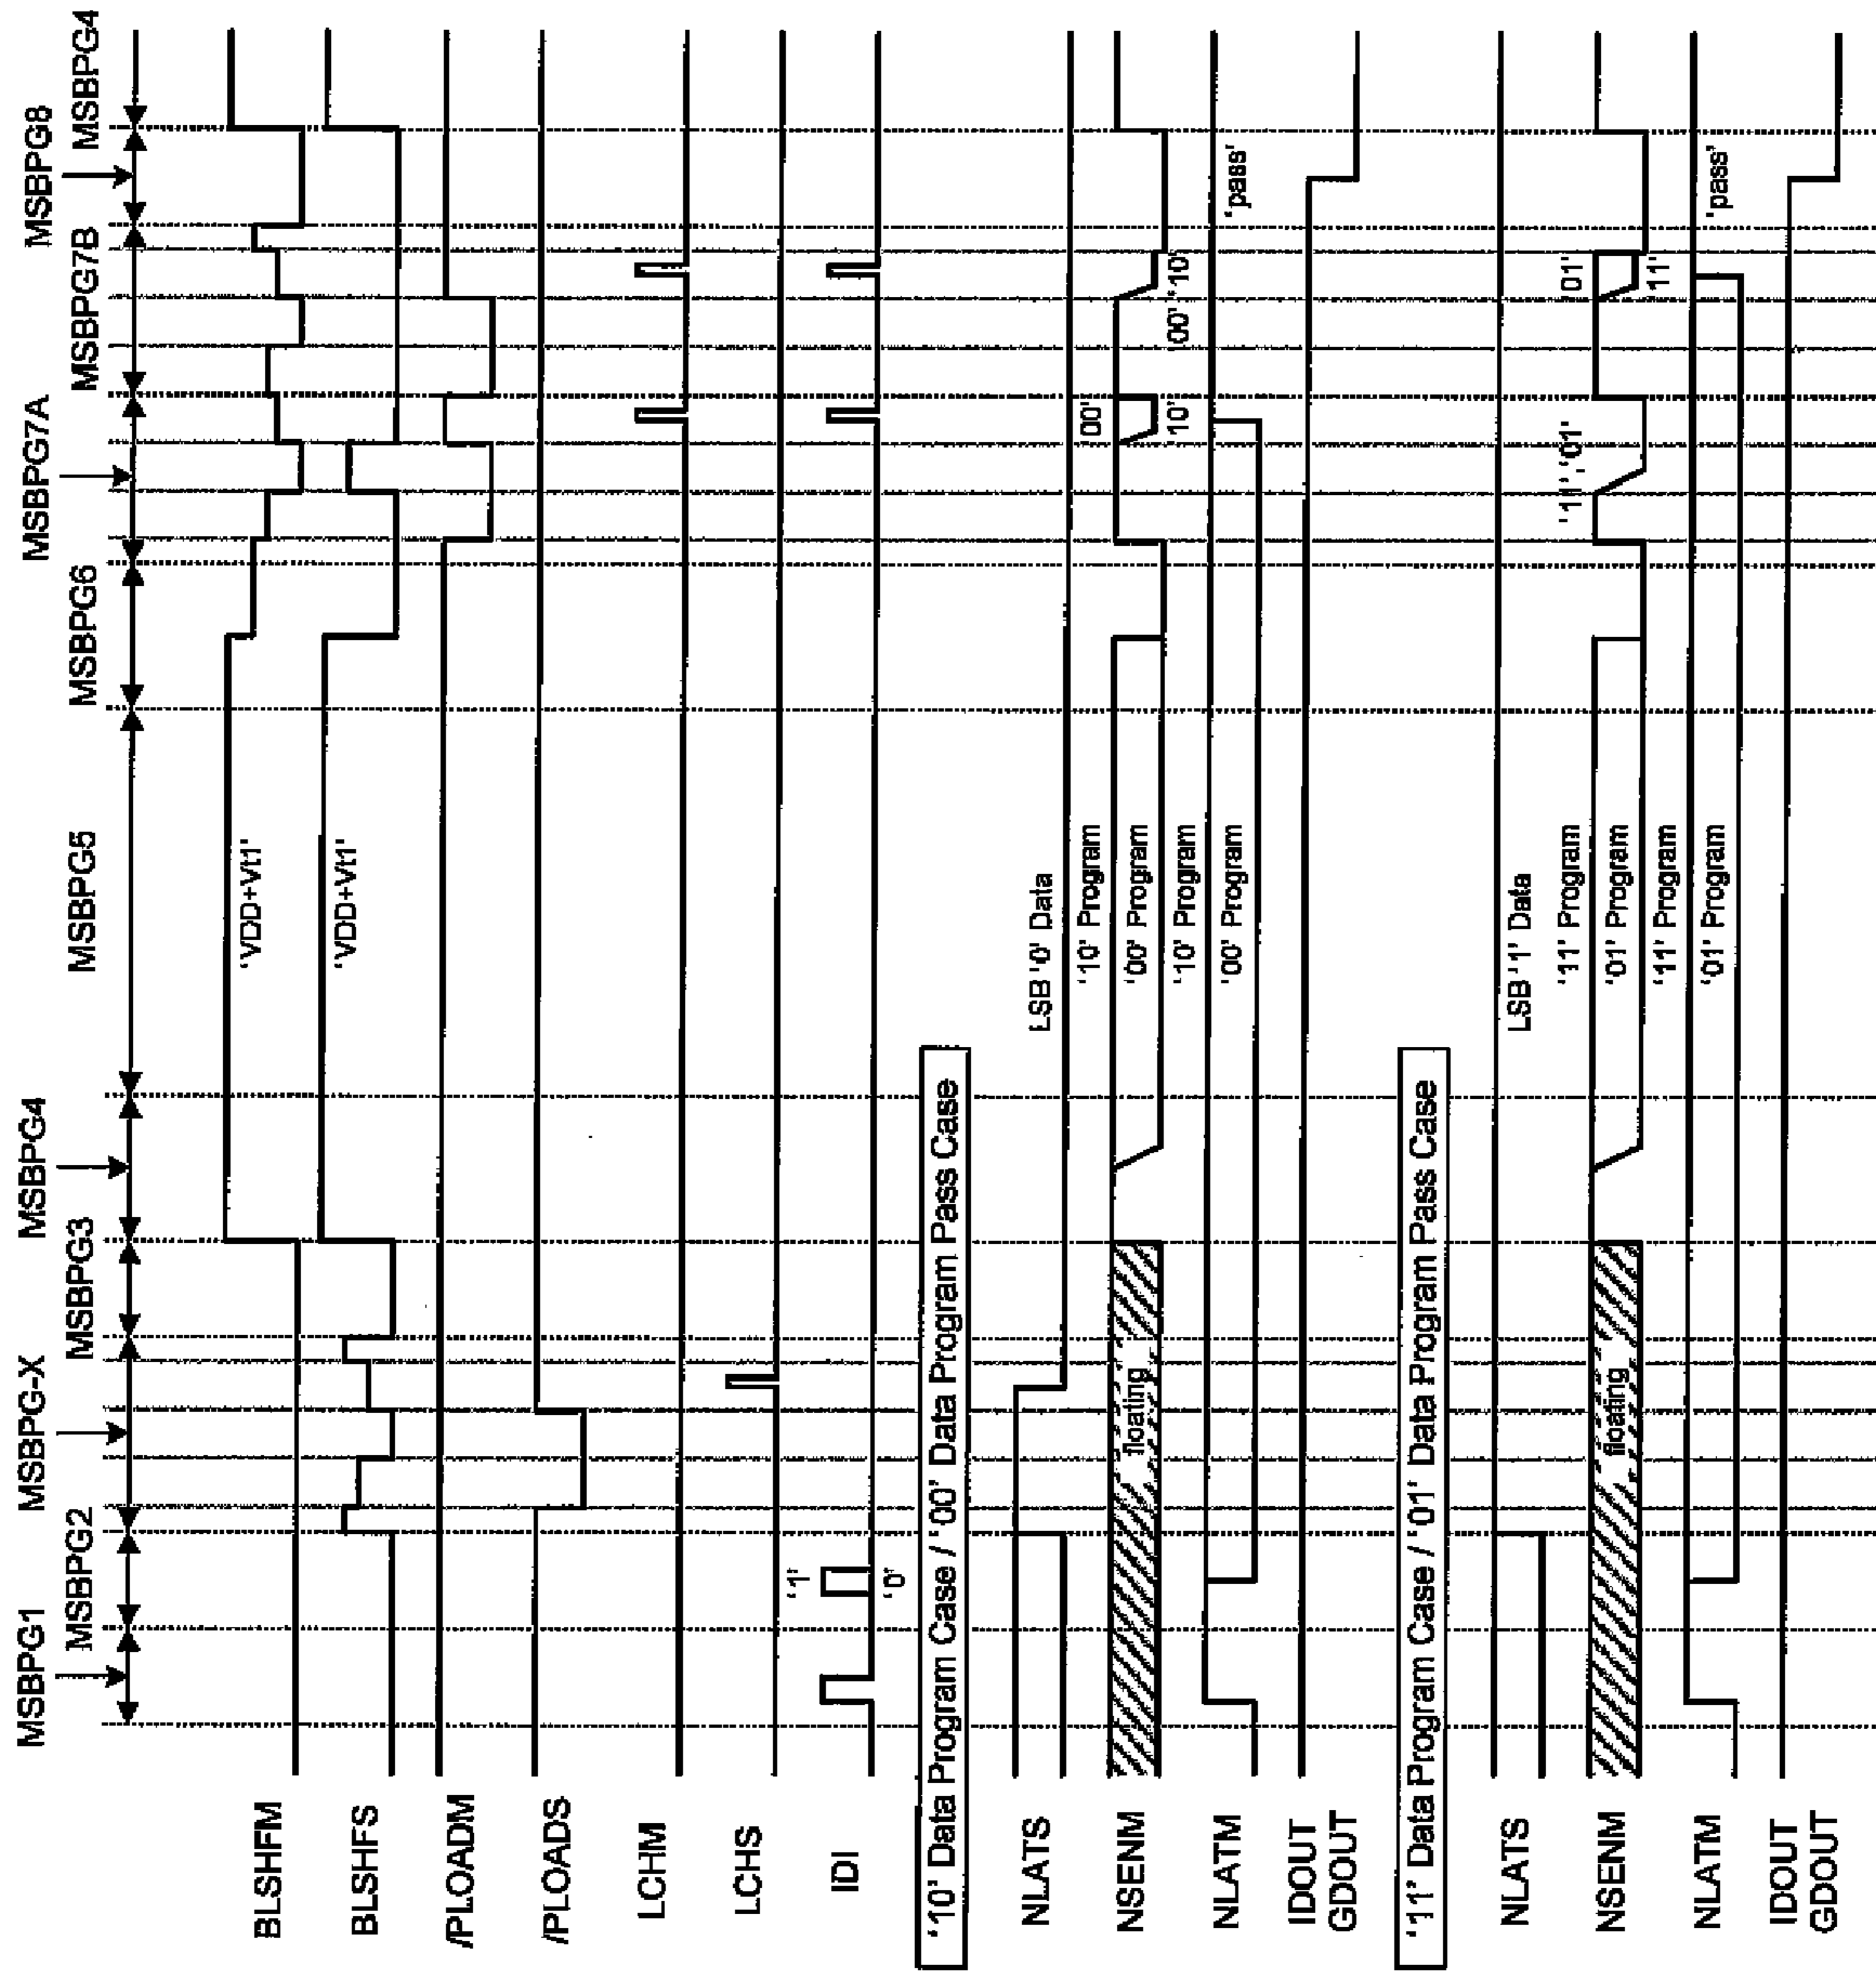 MSBPG1
MSBPG2
MSBPG-X
MSBPG3
MSBPG4
MSBPG5
MSBPG6
MSBPG7A
MSBPG7B
MSBPG8
MSBPG4
BLSHFM
'VDD+Vt1'
BLSHFS
'VDD+Vt1'
/PLOADM
/PLOADS
LCHM
LCHS
IDI
'1'
'0'
'10' Data Program Case / '00' Data Program Pass Case
NLATS
LSB '0' Data
NSENM
floating
'10' Program
'00' Program
'00'
'10'
'00'
'10'
NLATM
'10' Program
'00' Program
'pass'
IDOUT
GDOUT
'11' Data Program Case / '01' Data Program Pass Case
NLATS
LSB '1' Data
NSENM
floating
'11' Program
'01' Program
'11','01'
'01'
'11'
NLATM
'11' Program
'01' Program
'pass'
IDOUT
GDOUT